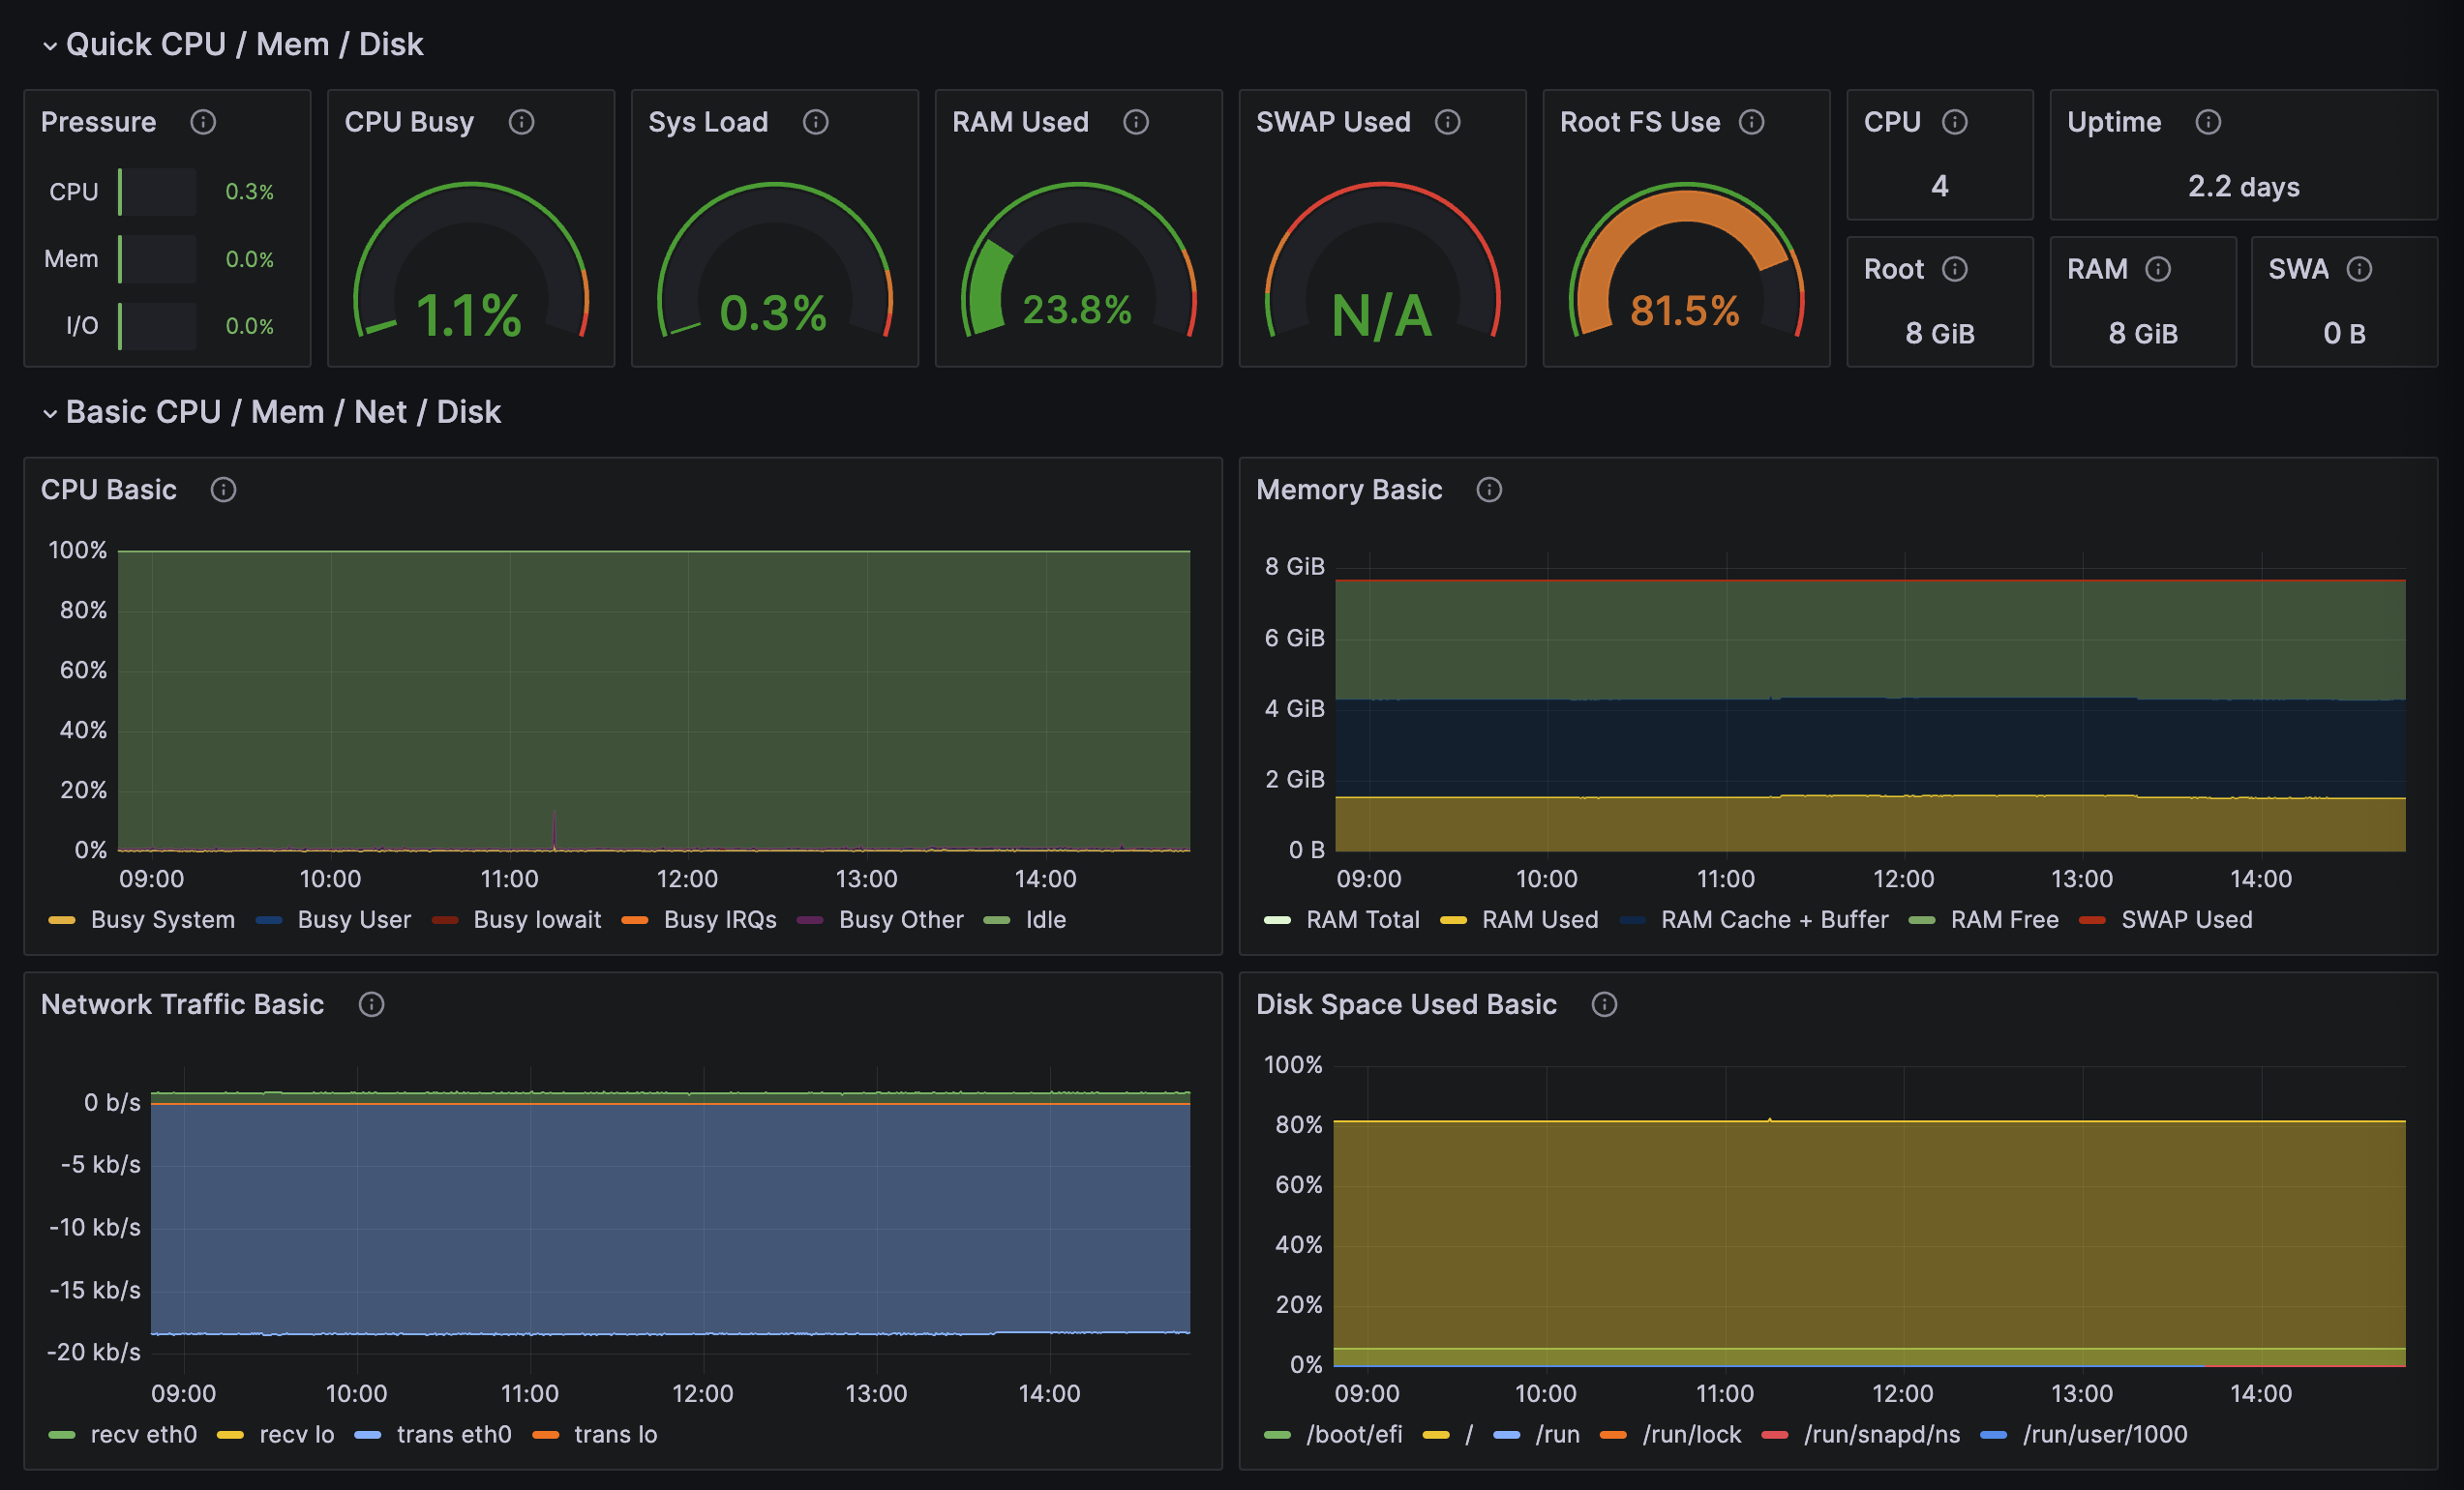 Quick CPU / Mem / Disk
Pressure
CPU 0.3%
Mem 0.0%
I/O 0.0%
CPU Busy
1.1%
Sys Load
0.3%
RAM Used
23.8%
SWAP Used
N/A
Root FS Use
81.5%
CPU
4
Uptime
2.2 days
Root
8 GiB
RAM
8 GiB
SWA
0 B
Basic CPU / Mem / Net / Disk
CPU Basic
100%
80%
60%
40%
20%
0%
09:00 10:00 11:00 12:00 13:00 14:00
Busy System Busy User Busy Iowait Busy IRQs Busy Other Idle
Memory Basic
8 GiB
6 GiB
4 GiB
2 GiB
0 B
09:00 10:00 11:00 12:00 13:00 14:00
RAM Total RAM Used RAM Cache + Buffer RAM Free SWAP Used
Network Traffic Basic
0 b/s
-5 kb/s
-10 kb/s
-15 kb/s
-20 kb/s
09:00 10:00 11:00 12:00 13:00 14:00
recv eth0 recv lo trans eth0 trans lo
Disk Space Used Basic
100%
80%
60%
40%
20%
0%
09:00 10:00 11:00 12:00 13:00 14:00
/boot/efi / /run /run/lock /run/snapd/ns /run/user/1000